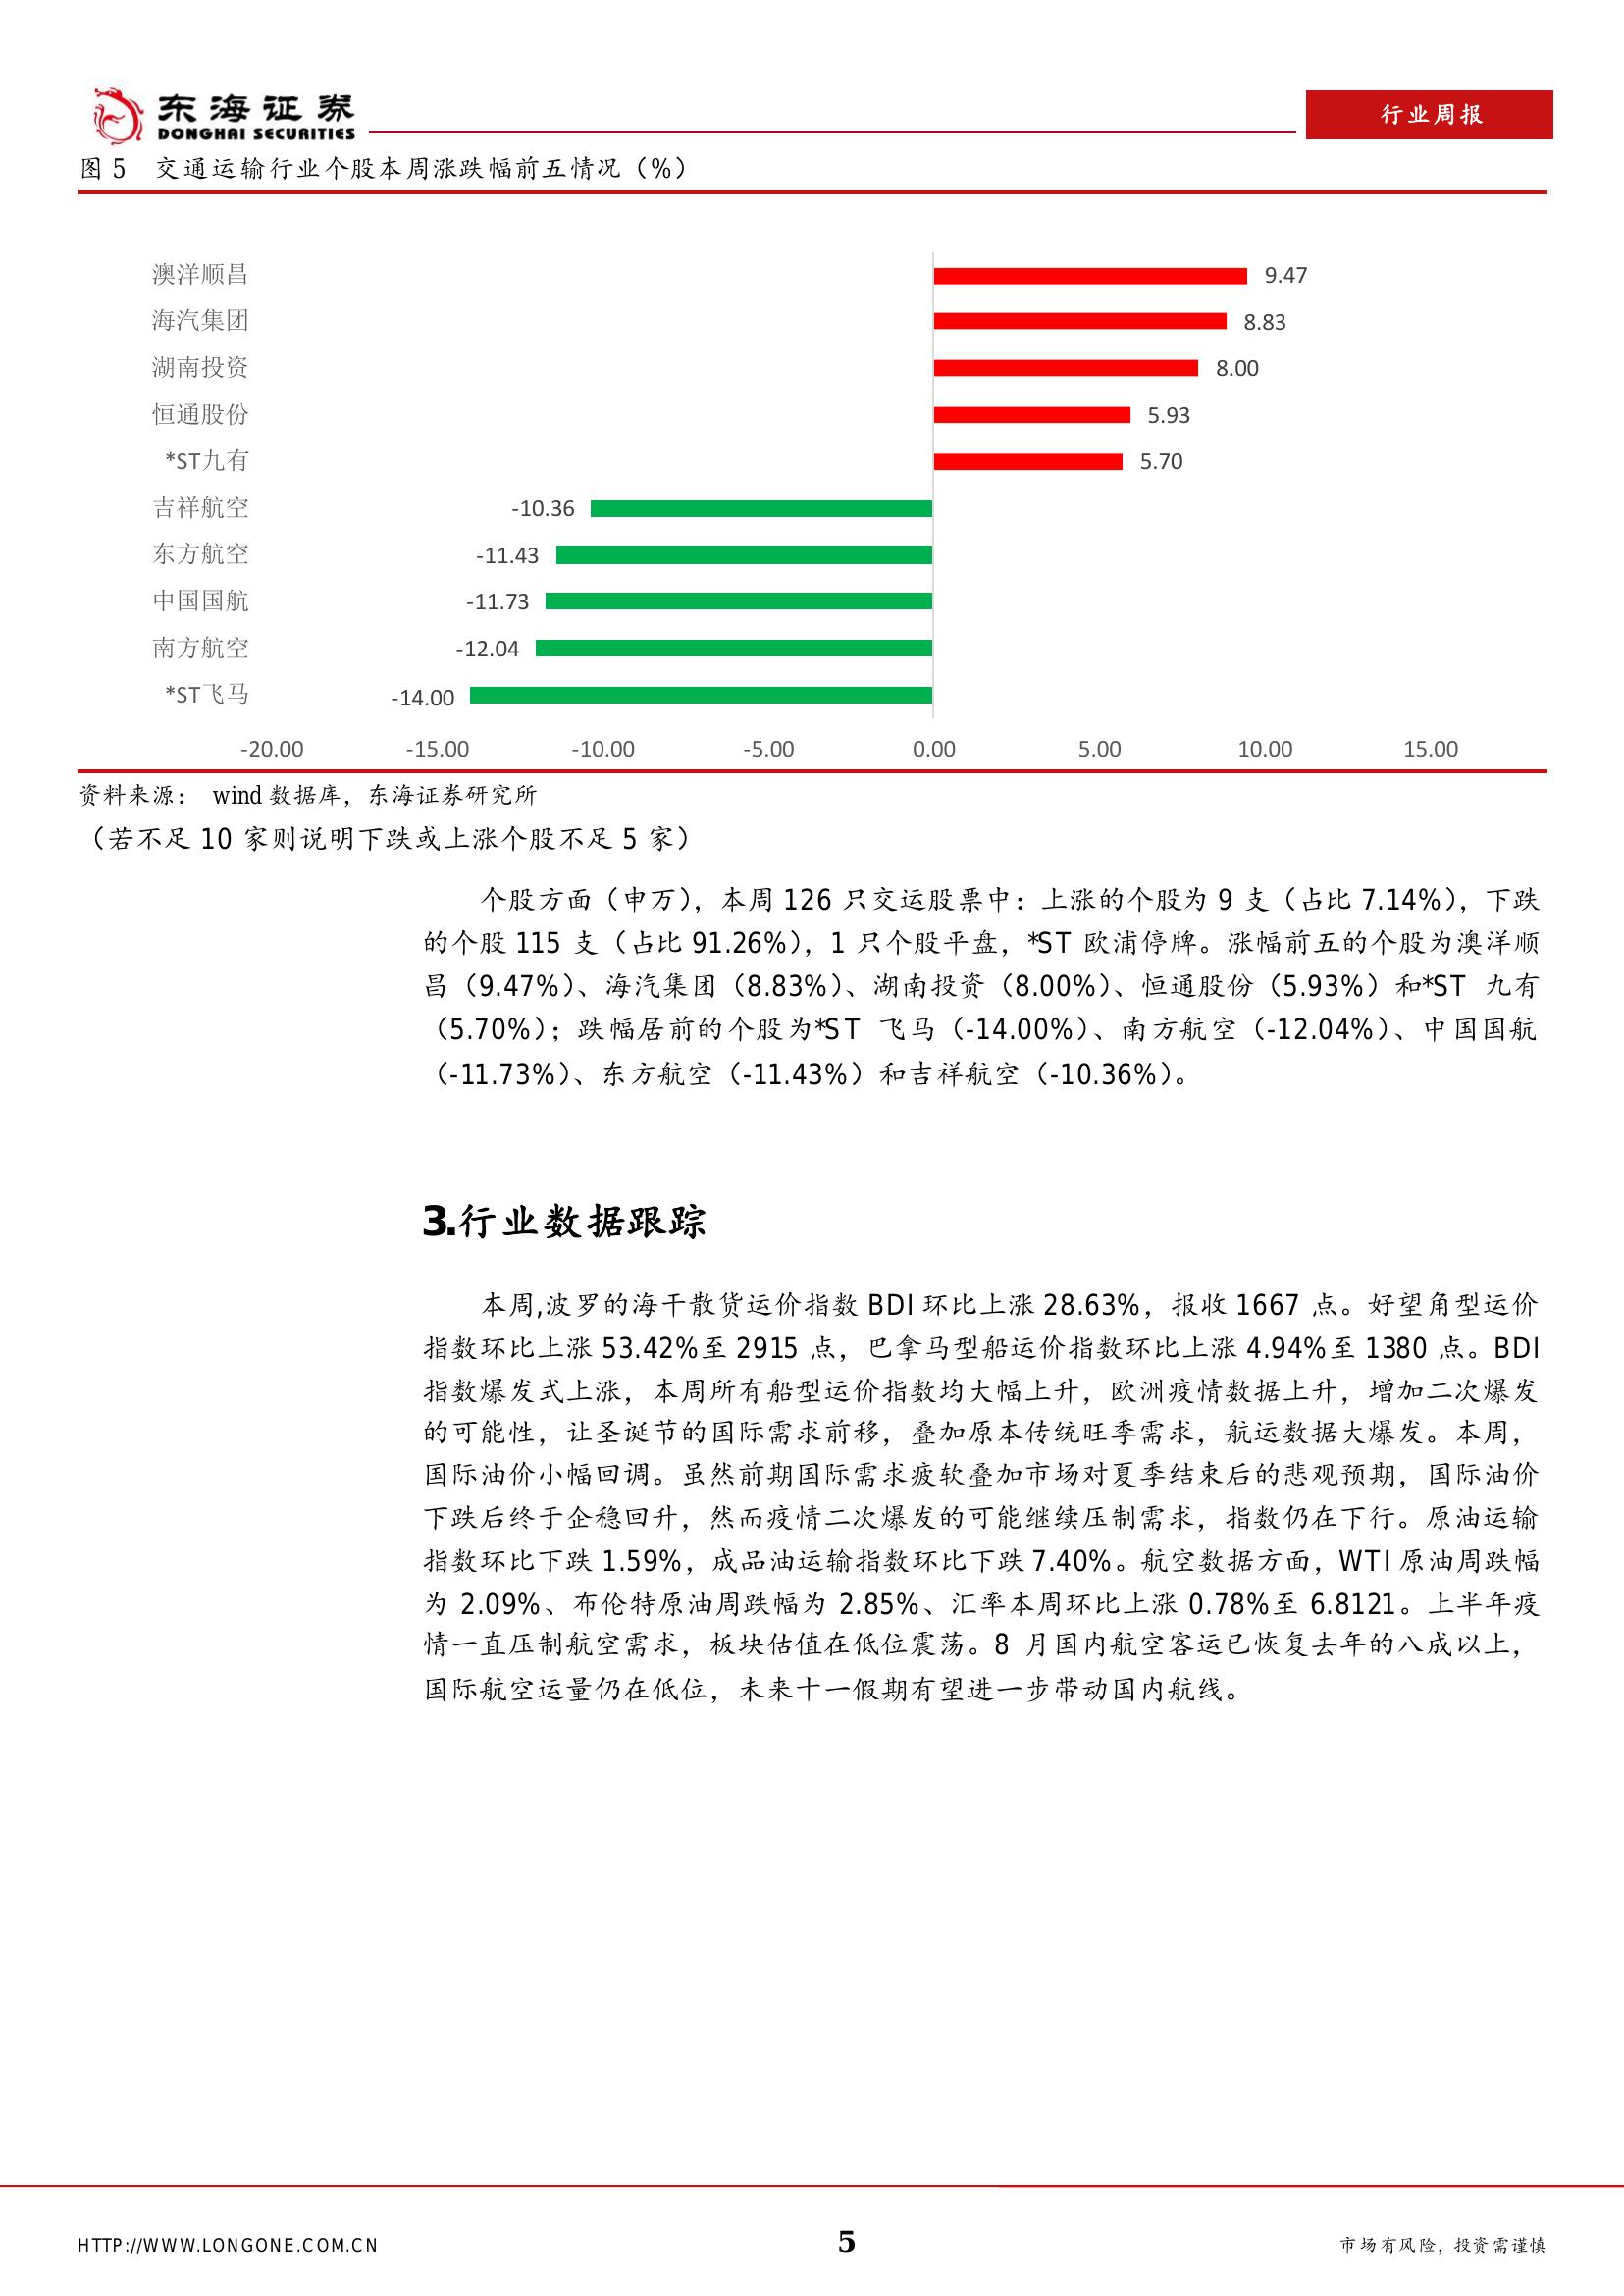 东海证券
DONGHAI SECURITIES
行业周报
图 5 交通运输行业个股本周涨跌幅前五情况（%）
澳洋顺昌 9.47
海汽集团 8.83
湖南投资 8.00
恒通股份 5.93
*ST九有 5.70
吉祥航空 -10.36
东方航空 -11.43
中国国航 -11.73
南方航空 -12.04
*ST飞马 -14.00
-20.00 -15.00 -10.00 -5.00 0.00 5.00 10.00 15.00
资料来源： wind 数据库，东海证券研究所
（若不足 10 家则说明下跌或上涨个股不足 5 家）
个股方面（申万），本周 126 只交运股票中：上涨的个股为 9 支（占比 7.14%），下跌
的个股 115 支（占比 91.26%），1 只个股平盘，*ST 欧浦停牌。涨幅前五的个股为澳洋顺
昌（9.47%）、海汽集团（8.83%）、湖南投资（8.00%）、恒通股份（5.93%）和*ST 九有
（5.70%）；跌幅居前的个股为*ST 飞马（-14.00%）、南方航空（-12.04%）、中国国航
（-11.73%）、东方航空（-11.43%）和吉祥航空（-10.36%）。
3.行业数据跟踪
本周,波罗的海干散货运价指数 BDI 环比上涨 28.63%，报收 1667 点。好望角型运价
指数环比上涨 53.42%至 2915 点，巴拿马型船运价指数环比上涨 4.94%至 1380 点。BDI
指数爆发式上涨，本周所有船型运价指数均大幅上升，欧洲疫情数据上升，增加二次爆发
的可能性，让圣诞节的国际需求前移，叠加原本传统旺季需求，航运数据大爆发。本周，
国际油价小幅回调。虽然前期国际需求疲软叠加市场对夏季结束后的悲观预期，国际油价
下跌后终于企稳回升，然而疫情二次爆发的可能继续压制需求，指数仍在下行。原油运输
指数环比下跌 1.59%，成品油运输指数环比下跌 7.40%。航空数据方面，WTI 原油周跌幅
为 2.09%、布伦特原油周跌幅为 2.85%、汇率本周环比上涨 0.78%至 6.8121。上半年疫
情一直压制航空需求，板块估值在低位震荡。8 月国内航空客运已恢复去年的八成以上，
国际航空运量仍在低位，未来十一假期有望进一步带动国内航线。
HTTP://WWW.LONGONE.COM.CN
5
市场有风险，投资需谨慎